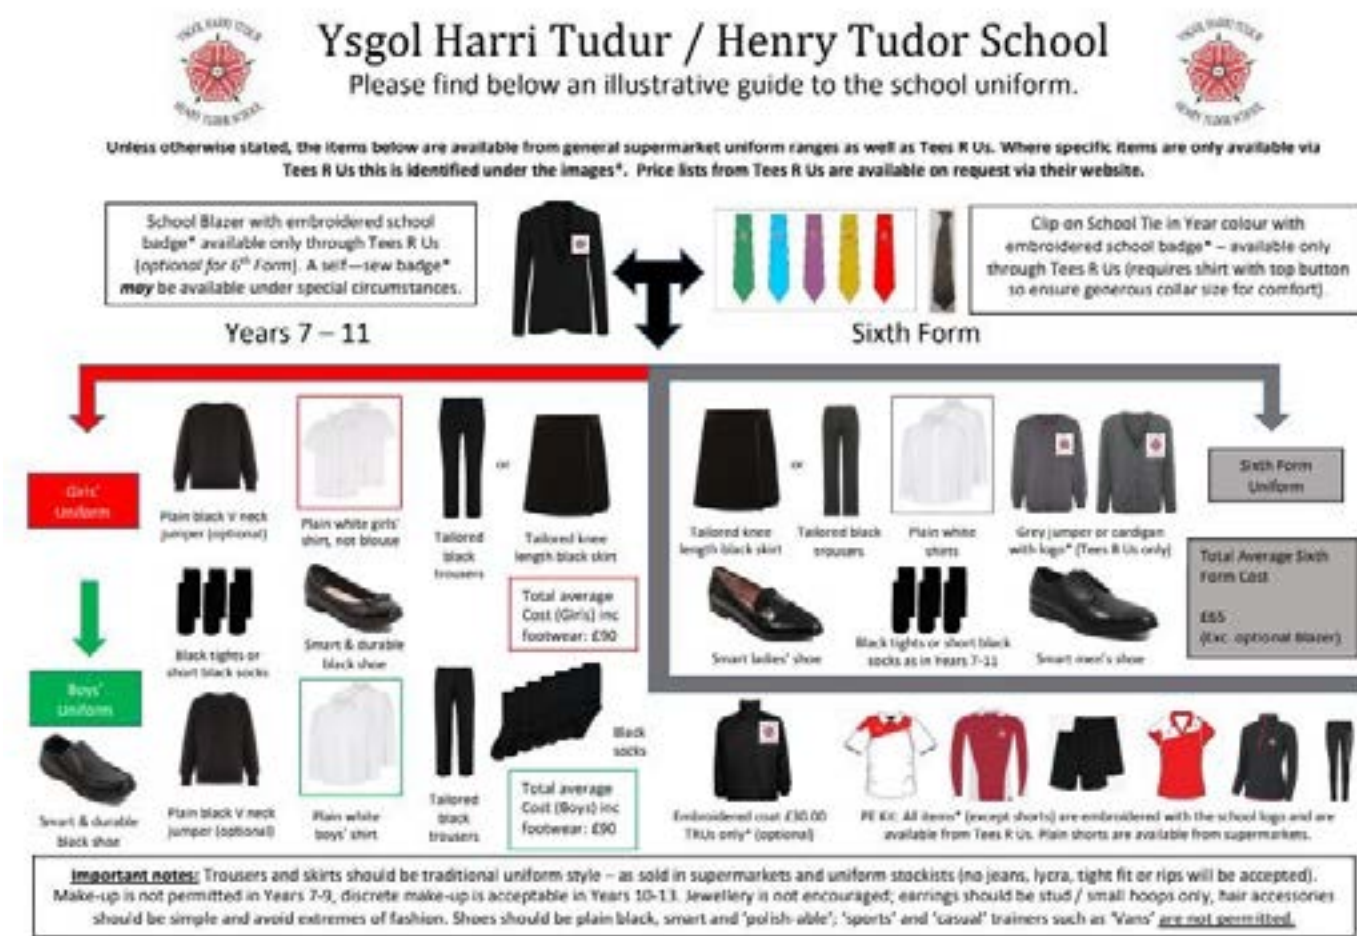 YSGOL HARRI TUDUR
HENRY TUDOR SCHOOL
Ysgol Harri Tudur / Henry Tudor School
Please find below an illustrative guide to the school uniform.
YSGOL HARRI TUDUR
HENRY TUDOR SCHOOL
Unless otherwise stated, the items below are available from general supermarket uniform ranges as well as Tees R Us. Where specific items are only available via
Tees R Us this is identified under the images*. Price lists from Tees R Us are available on request via their website.
School Blazer with embroidered school
badge* available only through Tees R Us
(optional for 6th Form). A self—sew badge*
may be available under special circumstances.
Clip on School Tie in Year colour with
embroidered school badge* – available only
through Tees R Us (requires shirt with top button
so ensure generous collar size for comfort).
Years 7 – 11
Sixth Form
Girls'
Uniform
Plain black V neck
jumper (optional)
Plain white girls'
shirt, not blouse
Tailored
black
trousers
or
Tailored knee
length black skirt
Black tights or
short black socks
Smart & durable
black shoe
Total average
Cost (Girls) inc
footwear: £90
Tailored knee
length black skirt
or
Tailored black
trousers
Plain white
shirts
Grey jumper or cardigan
with logo* (Tees R Us only)
Sixth Form
Uniform
Smart ladies' shoe
Black tights or short black
socks as in Years 7-11
Smart men's shoe
Total Average Sixth
Form Cost
£65
(Exc. optional Blazer)
Boys'
Uniform
Smart & durable
black shoe
Plain black V neck
jumper (optional)
Plain white
boys' shirt
Tailored
black
trousers
Black
socks
Total average
Cost (Boys) inc
footwear: £90
Embroidered coat £30.00
TRUs only* (optional)
PE Kit: All items* (except shorts) are embroidered with the school logo and are
available from Tees R Us. Plain shorts are available from supermarkets.
Important notes: Trousers and skirts should be traditional uniform style – as sold in supermarkets and uniform stockists (no jeans, lycra, tight fit or rips will be accepted).
Make-up is not permitted in Years 7-9, discrete make-up is acceptable in Years 10-13. Jewellery is not encouraged; earrings should be stud / small hoops only, hair accessories
should be simple and avoid extremes of fashion. Shoes should be plain black, smart and 'polish-able'; 'sports' and 'casual' trainers such as 'Vans' are not permitted.